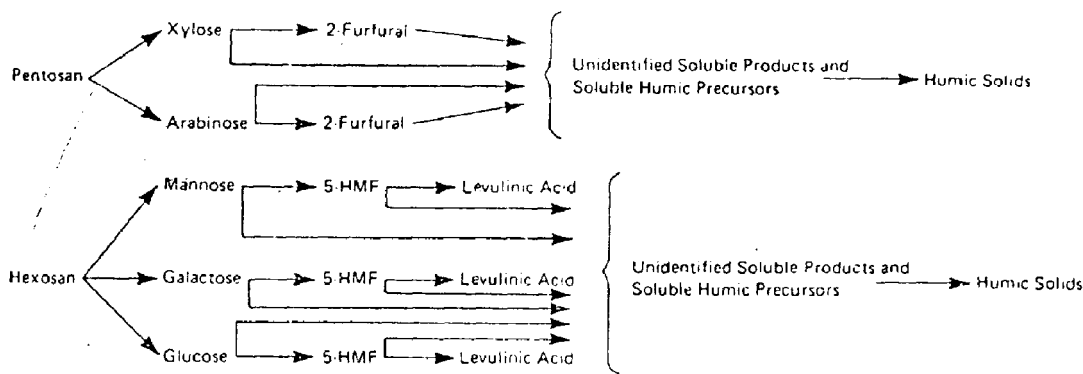 Xylose 2-Furfural
Pentosan
Unidentified Soluble Products and
Soluble Humic Precursors
Humic Solids
Arabinose 2-Furfural
Mannose 5-HMF Levulinic Acid
Hexosan
Galactose 5-HMF Levulinic Acid
Unidentified Soluble Products and
Soluble Humic Precursors
Humic Solids
Glucose 5-HMF Levulinic Acid